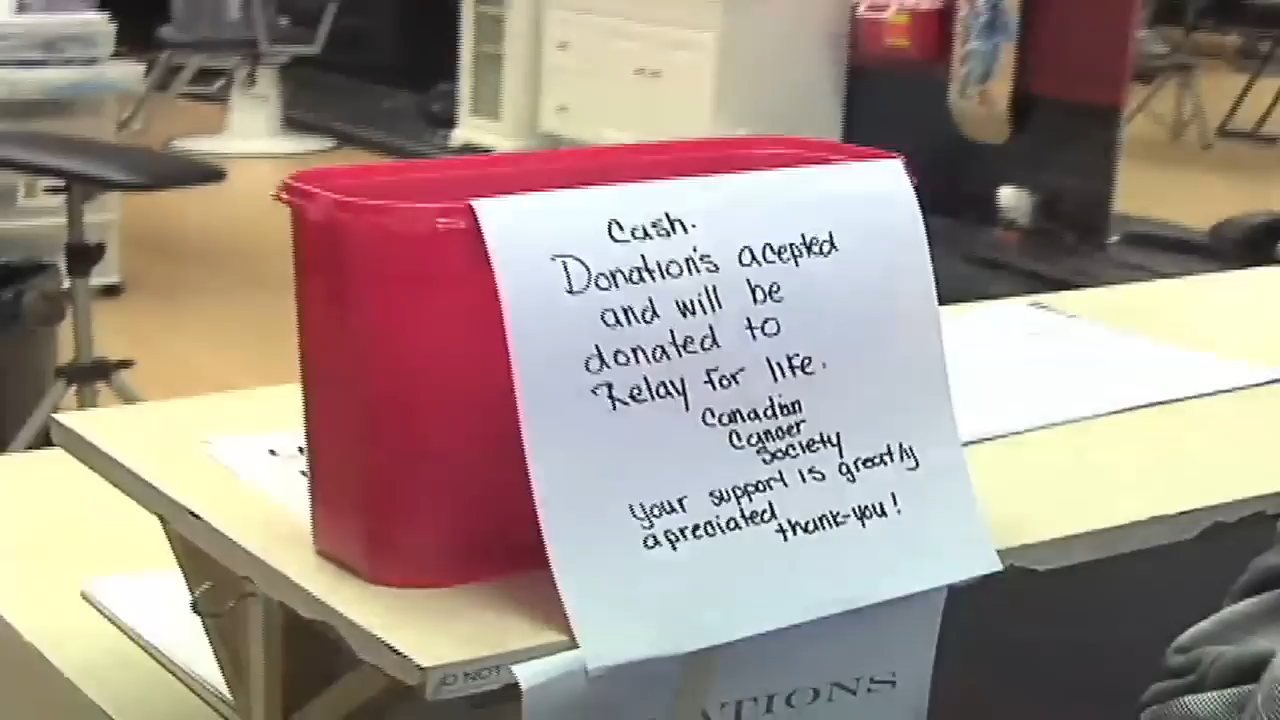 Cash.
Donation's acepted
and will be
donated to
Relay for life.
Canadian
Cancer
Society
your support is greatly
apreciated thank-you!
DO NOT
ATIONS